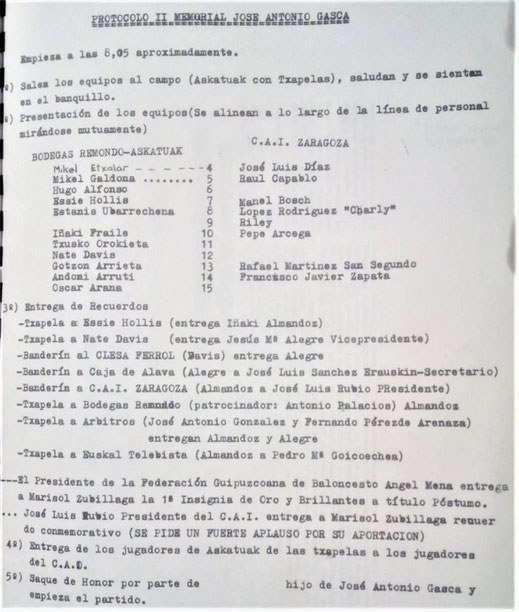 PROTOCOLO II MEMORIAL JOSE ANTONIO GASCA
Empieza a las 8,05 aproximadamente.
º) Salen los equipos al campo (Askatuak con Txapelas), saludan y se sientan
en el banquillo.
º) Presentación de los equipos(Se alinean a lo largo de la línea de personal
mirándose mutuamente)
C.A.I. ZARAGOZA
BODEGAS REMONDO-ASKATUAK
Mikel Etxalar - - - - - - 4 José Luis Díaz
Mikel Galdona ........ 5 Raul Capablo
Hugo Alfonso 6
Essie Hollis 7 Manel Bosch
Estanis Ubarrechena 8 Lopez Rodriguez "Charly"
9 Riley
Iñaki Fraile 10 Pepe Arcega
Txusko Orokieta 11
Nate Davis 12
Gotzon Arrieta 13 Rafael Martinez San Segundo
Andoni Arruti 14 Francisco Javier Zapata
Oscar Arana 15
3º) Entrega de Recuerdos
-Txapela a Essie Hollis (entrega Iñaki Almandoz)
-Txapela a Nate Davis (entrega Jesús Mª Alegre Vicepresidente)
-Banderín al CLESA FERROL (Davis) entrega Alegre
-Banderín a Caja de Alava (Alegre a José Luis Sanchez Erauskin-Secretario)
-Banderín a C.A.I. ZARAGOZA (Almandoz a José Luis Rubio PResidente)
-Txapela a Bodegas Remondo (patrocinador: Antonio Palacios) Almandoz
-Txapela a Arbitros (José Antonio Gonzalez y Fernando Pérezde Arenaza)
entregan Almandoz y Alegre
-Txapela a Euskal Telebista (Almandoz a Pedro Mª Goicoechea)
---El Presidente de la Federación Guipuzcoana de Baloncesto Angel Mena entrega
a Marisol Zubillaga la 1ª Insignia de Oro y Brillantes a título Póstumo.
... José Luis Rubio Presidente del C.A.I. entrega a Marisol Zubillaga recuer
do conmemorativo (SE PIDE UN FUERTE APLAUSO POR SU APORTACION)
4º) Entrega de los jugadores de Askatuak de las txapelas a los jugadores
del C.A.D.
5º) Saque de Honor por parte de hijo de José Antonio Gasca y
empieza el partido.